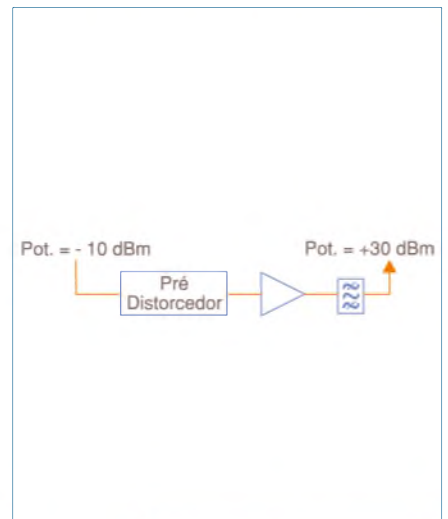 Pot. = - 10 dBm
Pot. = +30 dBm
Pré
Distorcedor